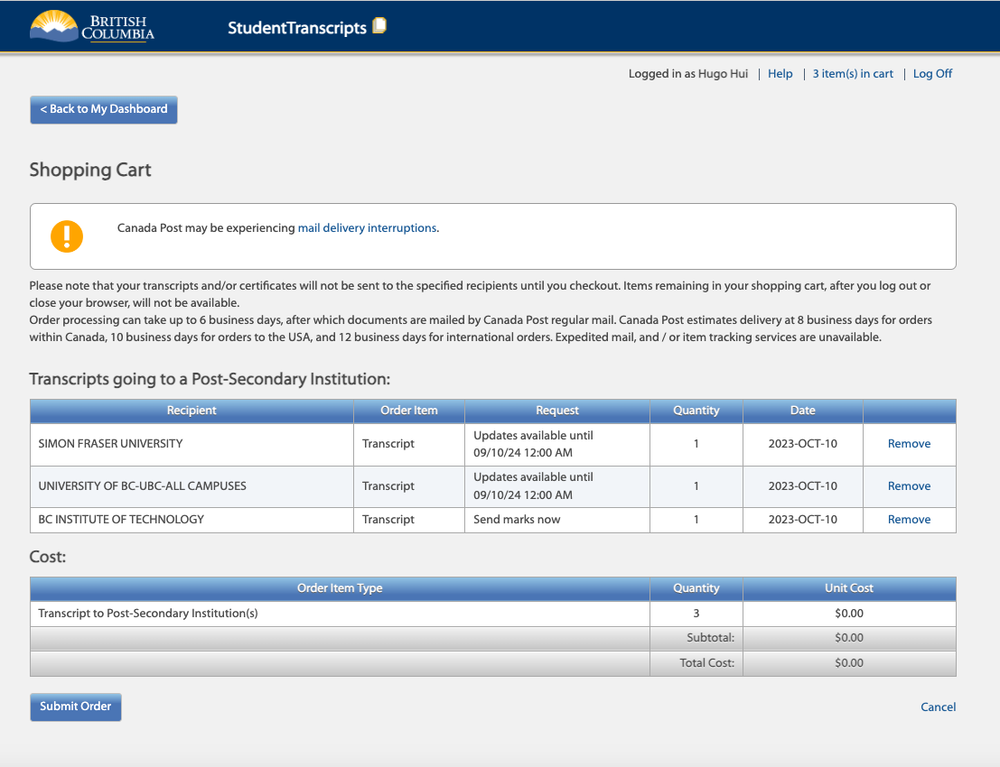 BRITISH
COLUMBIA
StudentTranscripts
Logged in as Hugo Hui | Help | 3 item(s) in cart | Log Off
< Back to My Dashboard
Shopping Cart
Canada Post may be experiencing mail delivery interruptions.
Please note that your transcripts and/or certificates will not be sent to the specified recipients until you checkout. Items remaining in your shopping cart, after you log out or
close your browser, will not be available.
Order processing can take up to 6 business days, after which documents are mailed by Canada Post regular mail. Canada Post estimates delivery at 8 business days for orders
within Canada, 10 business days for orders to the USA, and 12 business days for international orders. Expedited mail, and / or item tracking services are unavailable.
Transcripts going to a Post-Secondary Institution:
Recipient Order Item Request Quantity Date
SIMON FRASER UNIVERSITY Transcript Updates available until 09/10/24 12:00 AM 1 2023-OCT-10 Remove
UNIVERSITY OF BC-UBC-ALL CAMPUSES Transcript Updates available until 09/10/24 12:00 AM 1 2023-OCT-10 Remove
BC INSTITUTE OF TECHNOLOGY Transcript Send marks now 1 2023-OCT-10 Remove
Cost:
Order Item Type Quantity Unit Cost
Transcript to Post-Secondary Institution(s) 3 $0.00
Subtotal: $0.00
Total Cost: $0.00
Submit Order Cancel